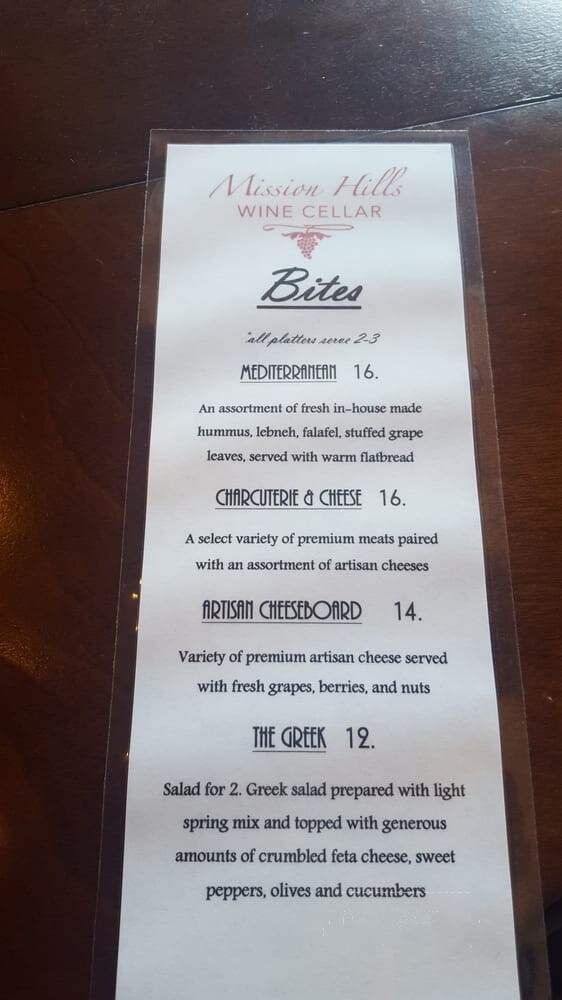 Mission Hills
WINE CELLAR
Bites
*all platters serve 2-3
MEDITERRANEAN 16.
An assortment of fresh in-house made
hummus, lebneh, falafel, stuffed grape
leaves, served with warm flatbread
CHARCUTERIE & CHEESE 16.
A select variety of premium meats paired
with an assortment of artisan cheeses
ARTISAN CHEESEBOARD 14.
Variety of premium artisan cheese served
with fresh grapes, berries, and nuts
THE GREEK 12.
Salad for 2. Greek salad prepared with light
spring mix and topped with generous
amounts of crumbled feta cheese, sweet
peppers, olives and cucumbers